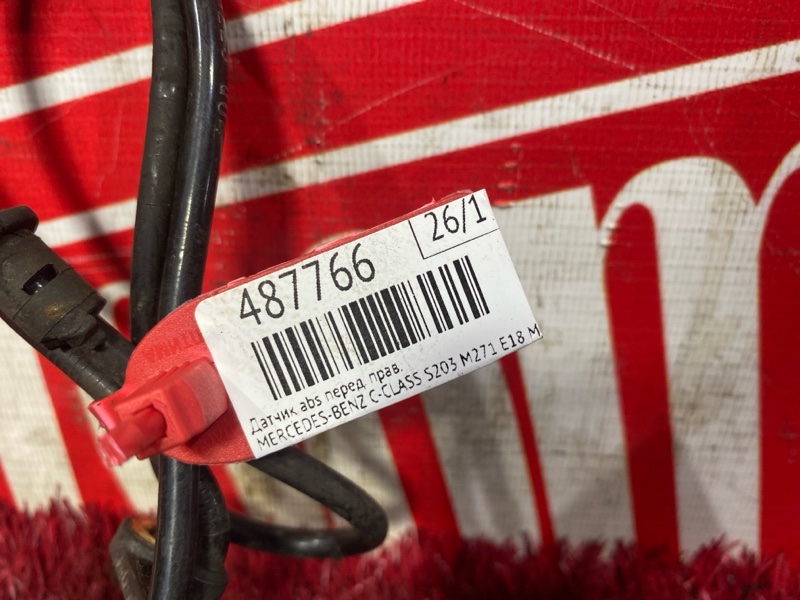 26/1
487766
Датчик abs перед. прав.
MERCEDES-BENZ C-CLASS S203 M271 E18 M